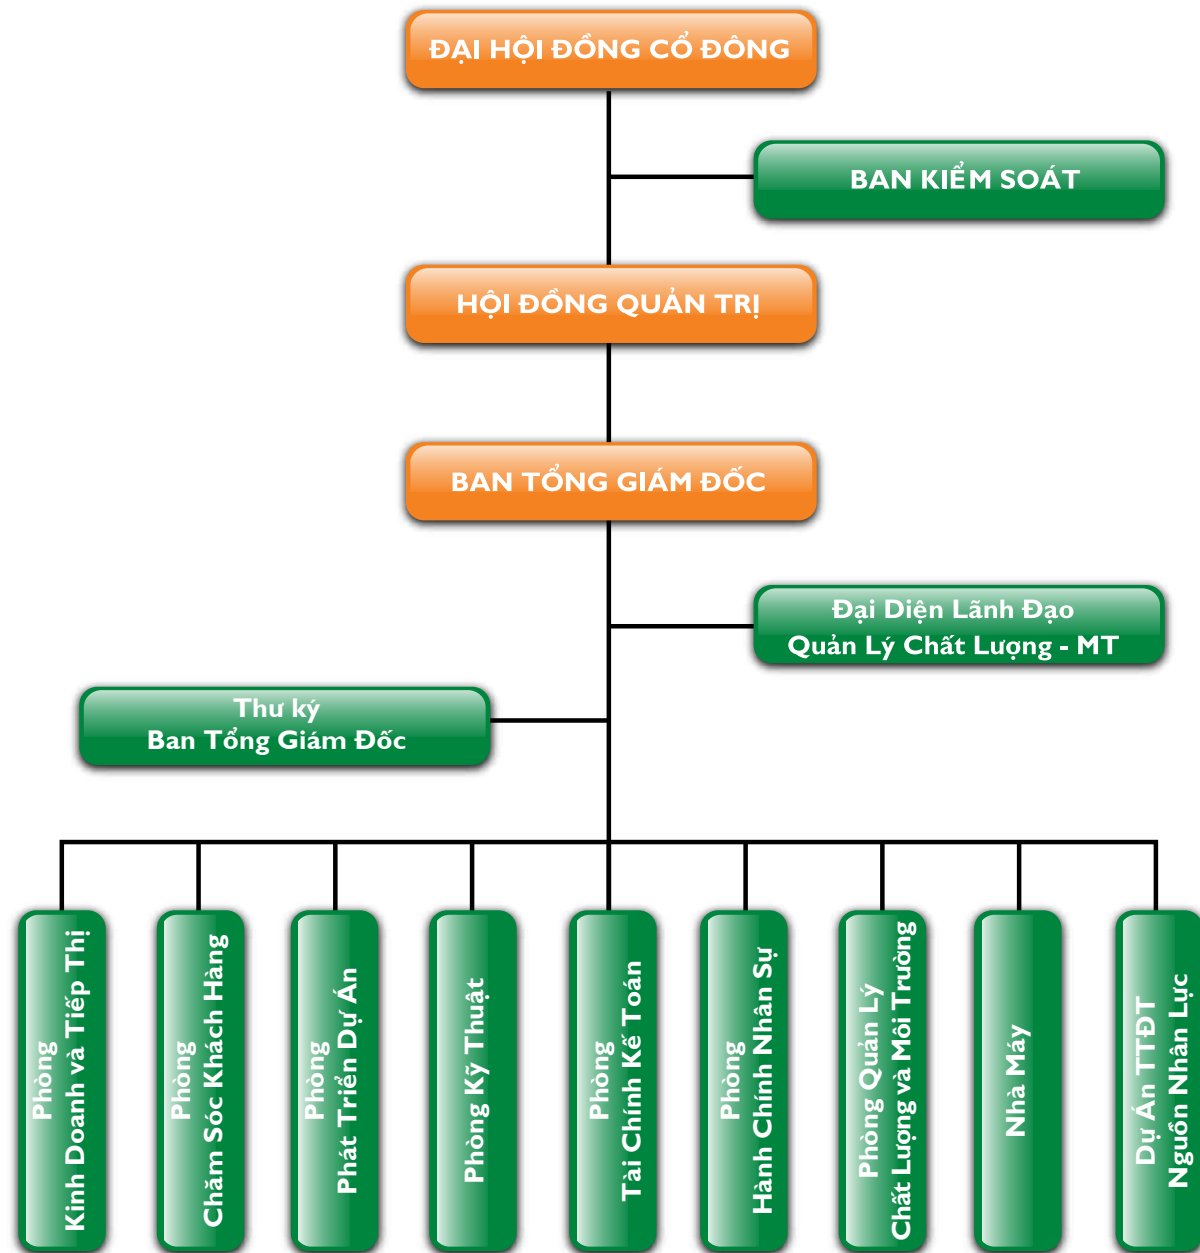 ĐẠI HỘI ĐỒNG CỔ ĐÔNG
BAN KIỂM SOÁT
HỘI ĐỒNG QUẢN TRỊ
BAN TỔNG GIÁM ĐỐC
Đại Diện Lãnh Đạo
Quản Lý Chất Lượng - MT
Thư ký
Ban Tổng Giám Đốc
Phòng
Kinh Doanh và Tiếp Thị
Phòng
Chăm Sóc Khách Hàng
Phòng
Phát Triển Dự Án
Phòng Kỹ Thuật
Phòng
Tài Chính Kế Toán
Phòng
Hành Chính Nhân Sự
Phòng Quản Lý
Chất Lượng và Môi Trường
Nhà Máy
Dự Án TTĐT
Nguồn Nhân Lực